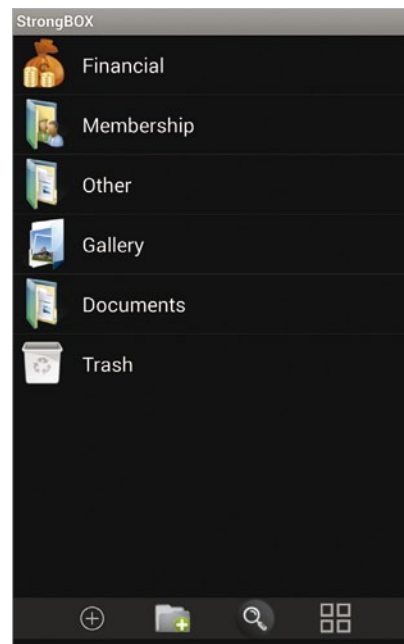 StrongBOX
Financial
Membership
Other
Gallery
Documents
Trash